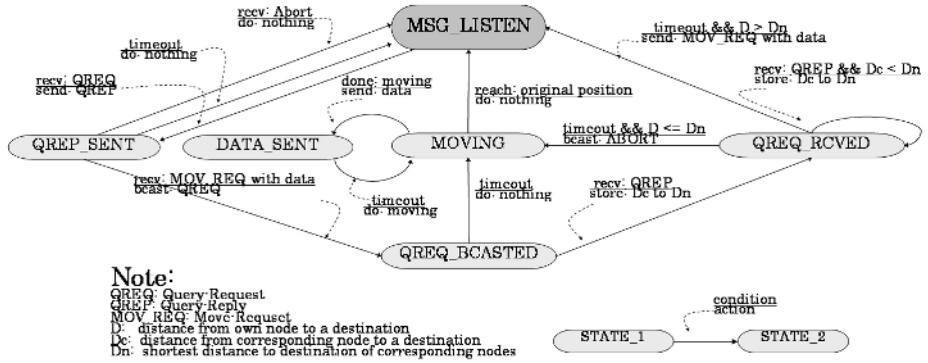 recv: Abort
do: nothing
MSG_LISTEN
timeout
do: nothing
timeout && D > Dn
send: MOV_REQ with data
recv: QREQ
send: QREP
done: moving
send: data
reach: original position
do: nothing
recv: QREP && Dc < Dn
store: Dc to Dn
QREP_SENT
DATA_SENT
MOVING
timeout && D <= Dn
bcast: ABORT
QREQ_RCVED
recv: MOV_REQ with data
bcast: QREQ
timeout
do: moving
timeout
do: nothing
recv: QREP
store: Dc to Dn
QREQ_BCASTED
Note:
QREQ: Query-Request
QREP: Query-Reply
MOV_REQ: Move-Requsct
D: distance from own node to a destination
Dc: distance from corresponding node to a destination
Dn: shortest distance to destination of corresponding nodes
condition
action
STATE_1
STATE_2